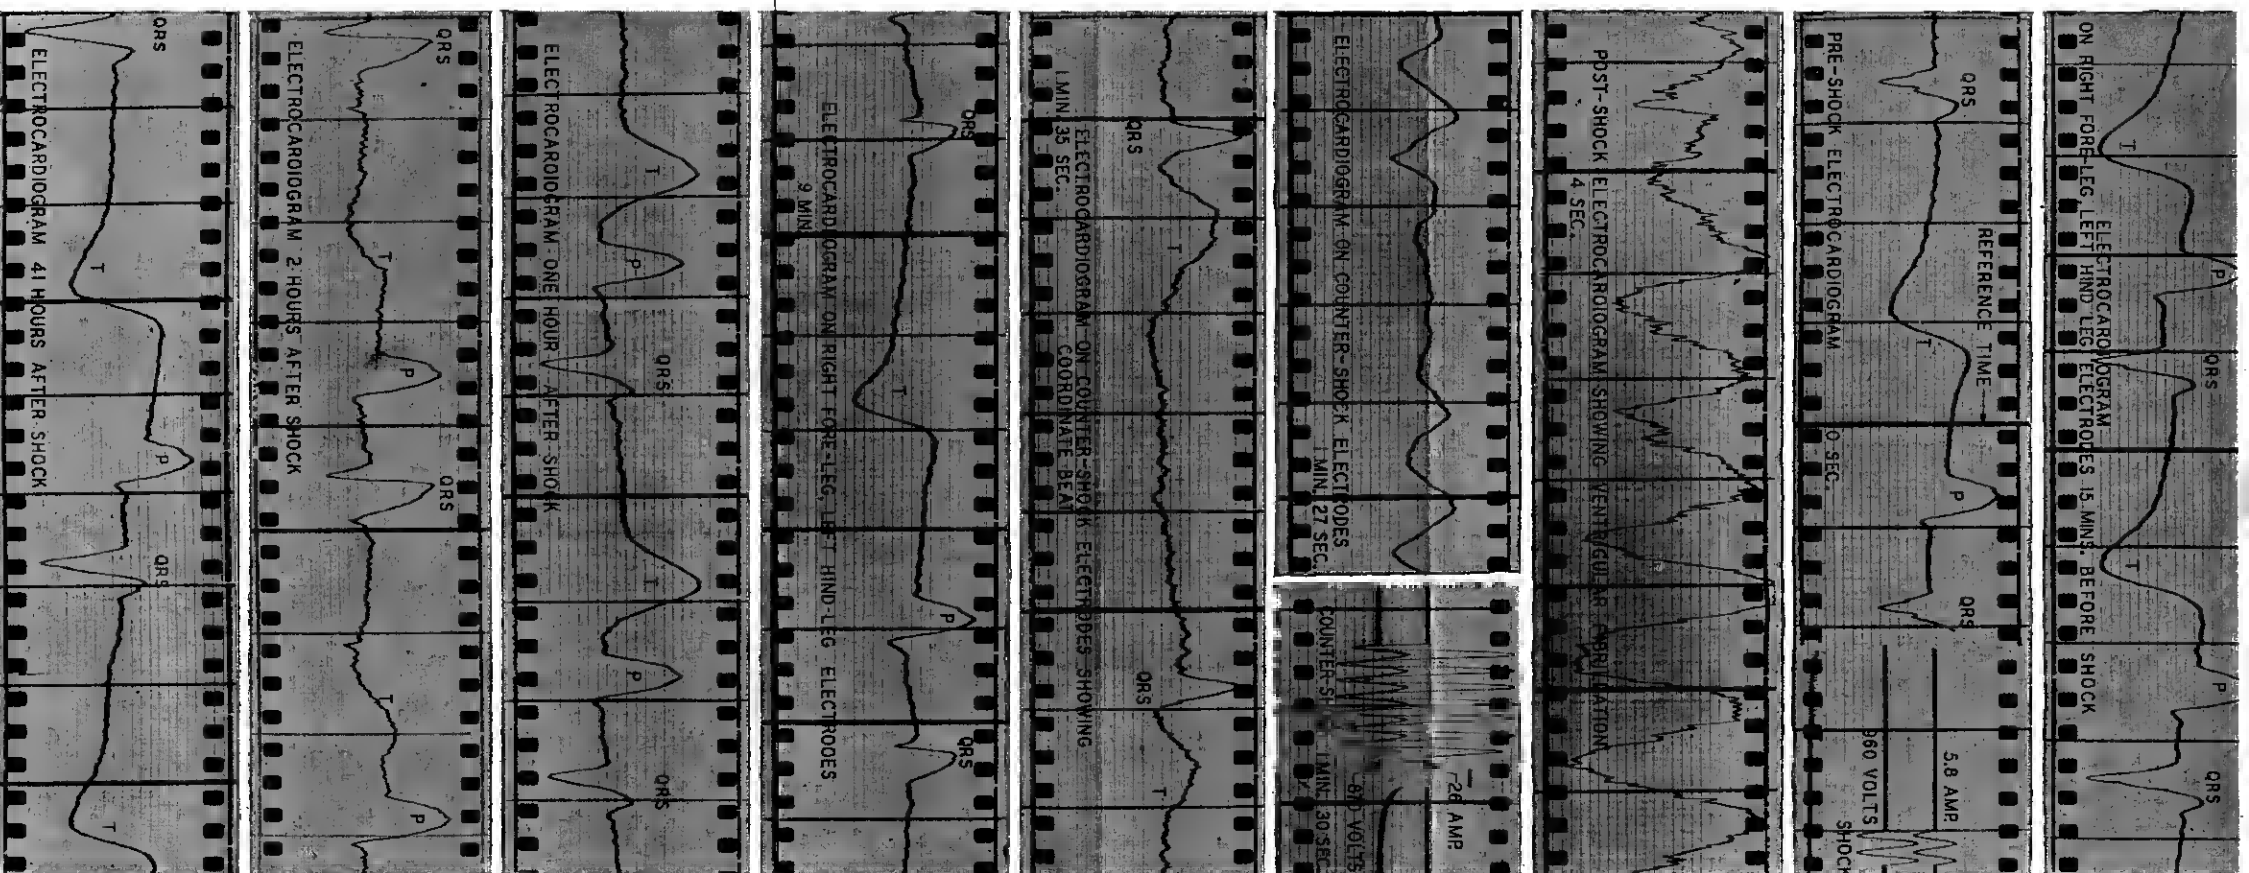 P QRS P QRS
T T
ELECTROCARDIOGRAM
ON RIGHT FORE-LEG, LEFT HIND LEG ELECTRODES 15 MINS. BEFORE SHOCK
REFERENCE TIME
QRS P QRS
T
5.8 AMP.
960 VOLTS
PRE-SHOCK ELECTROCARDIOGRAM 0 SEC. SHOCK
POST-SHOCK ELECTROCARDIOGRAM SHOWING VENTRICULAR FIBRILLATION
4 SEC.
ELECTROCARDIOGRAM ON COUNTER-SHOCK ELECTRODES
1 MIN. 27 SEC.
26 AMP.
VOLTS
COUNTER 1 MIN. 30 SEC.
QRS T QRS T
ELECTROCARDIOGRAM ON COUNTER-SHOCK ELECTRODES SHOWING
COORDINATE BEAT
1 MIN. 35 SEC.
QRS T P QRS
ELECTROCARDIOGRAM ON RIGHT FORE-LEG, LEFT HIND-LEG ELECTRODES
9 MIN.
T P QRS T P QRS
ELECTROCARDIOGRAM ONE HOUR AFTER SHOCK
QRS T P QRS T P
ELECTROCARDIOGRAM 2 HOURS AFTER SHOCK
QRS T P QRS T
ELECTROCARDIOGRAM 41 HOURS AFTER SHOCK